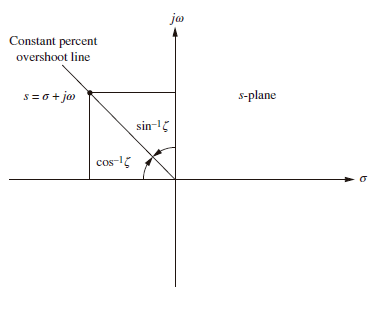 jω
Constant percent
overshoot line
s = σ + jω
s-plane
sin⁻¹ζ
cos⁻¹ζ
σ